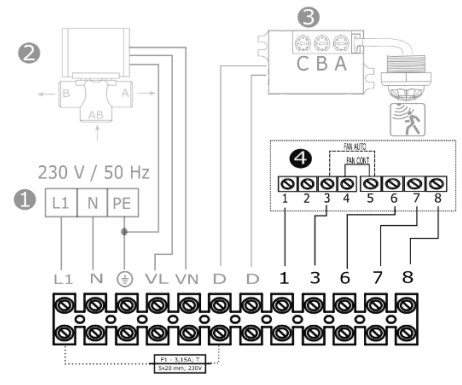 3
2
C B A
B A
AB
4
FAN AUTO
FAN CONT
230 V / 50 Hz
1
L1 N PE
1 2 3 4 5 6 7 8
L1 N VL VN D D 1 3 6 7 8
F1 - 3,15A; T
5x20 mm, 230V